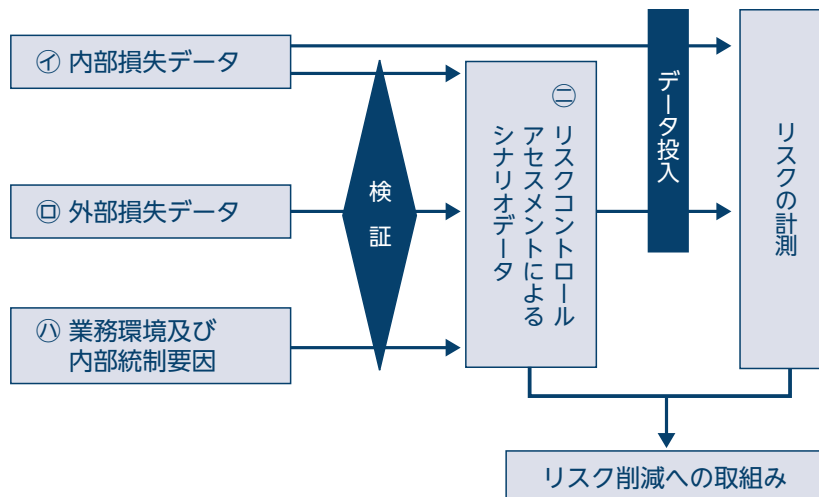 ㋑ 内部損失データ
㋺ 外部損失データ
㋩ 業務環境及び
内部統制要因
検証
㋥ リスクコントロール
アセスメントによる
シナリオデータ
データ投入
リスクの計測
リスク削減への取組み